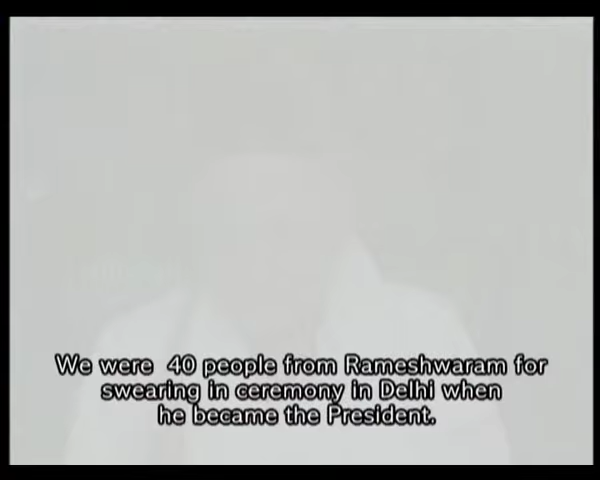 We were 40 people from Rameshwaram for
swearing in ceremony in Delhi when
he became the President.